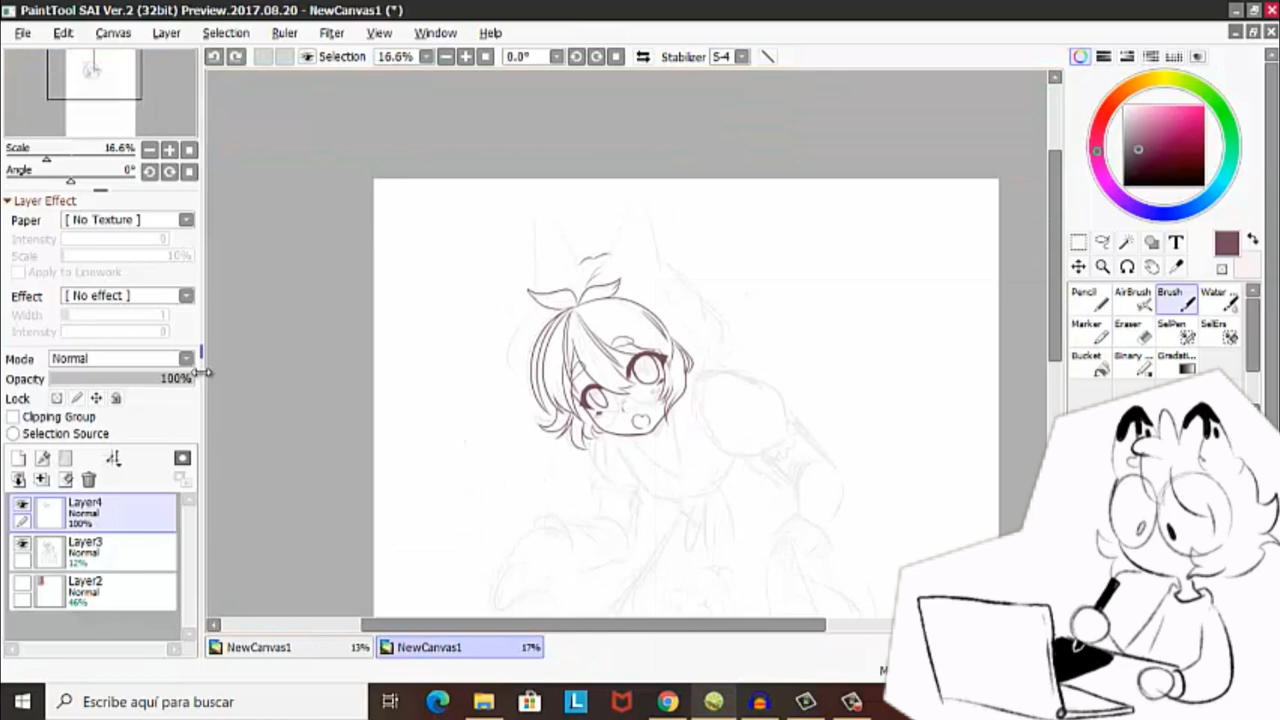 PaintTool SAI Ver.2 (32bit) Preview.2017.08.20 - NewCanvas1 (*)
File Edit Canvas Layer Selection Ruler Filter View Window Help
Selection 16.6% 0.0° Stabilizer S-4
Scale 16.6%
Angle 0°
Layer Effect
Paper [ No Texture ]
Intensity 0
Scale 10%
Apply to Linework
Effect [ No effect ]
Width 1
Intensity 0
Mode Normal
Opacity 100%
Lock
Clipping Group
Selection Source
Layer4
Normal
100%
Layer3
Normal
12%
Layer2
Normal
46%
T
Pencil AirBrush Brush Water ...
Marker Eraser SelPen SelErs
Bucket Binary ... Gradati...
NewCanvas1 13% NewCanvas1 17%
Escribe aquí para buscar
L